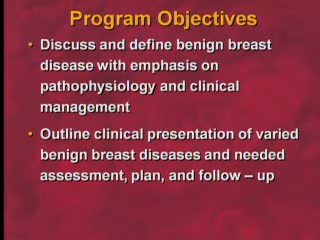 Program Objectives
• Discuss and define benign breast
disease with emphasis on
pathophysiology and clinical
management
• Outline clinical presentation of varied
benign breast diseases and needed
assessment, plan, and follow – up